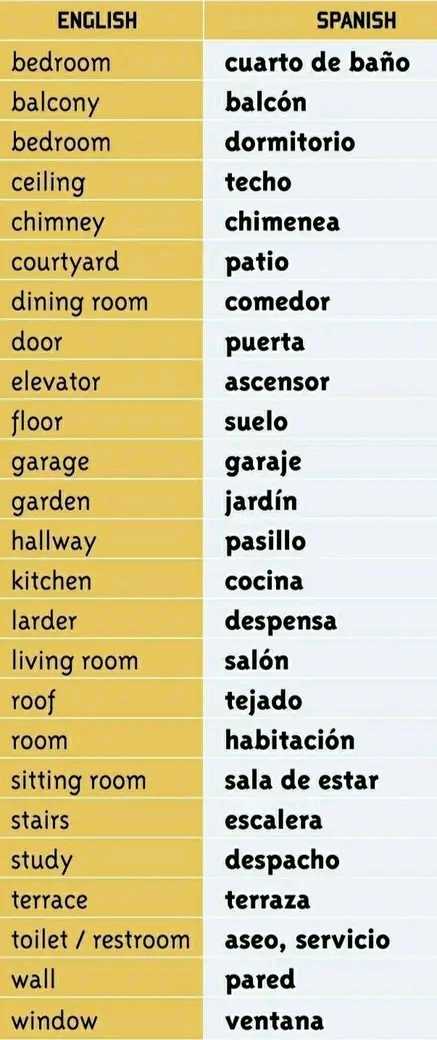 ENGLISH SPANISH
bedroom cuarto de baño
balcony balcón
bedroom dormitorio
ceiling techo
chimney chimenea
courtyard patio
dining room comedor
door puerta
elevator ascensor
floor suelo
garage garaje
garden jardín
hallway pasillo
kitchen cocina
larder despensa
living room salón
roof tejado
room habitación
sitting room sala de estar
stairs escalera
study despacho
terrace terraza
toilet / restroom aseo, servicio
wall pared
window ventana